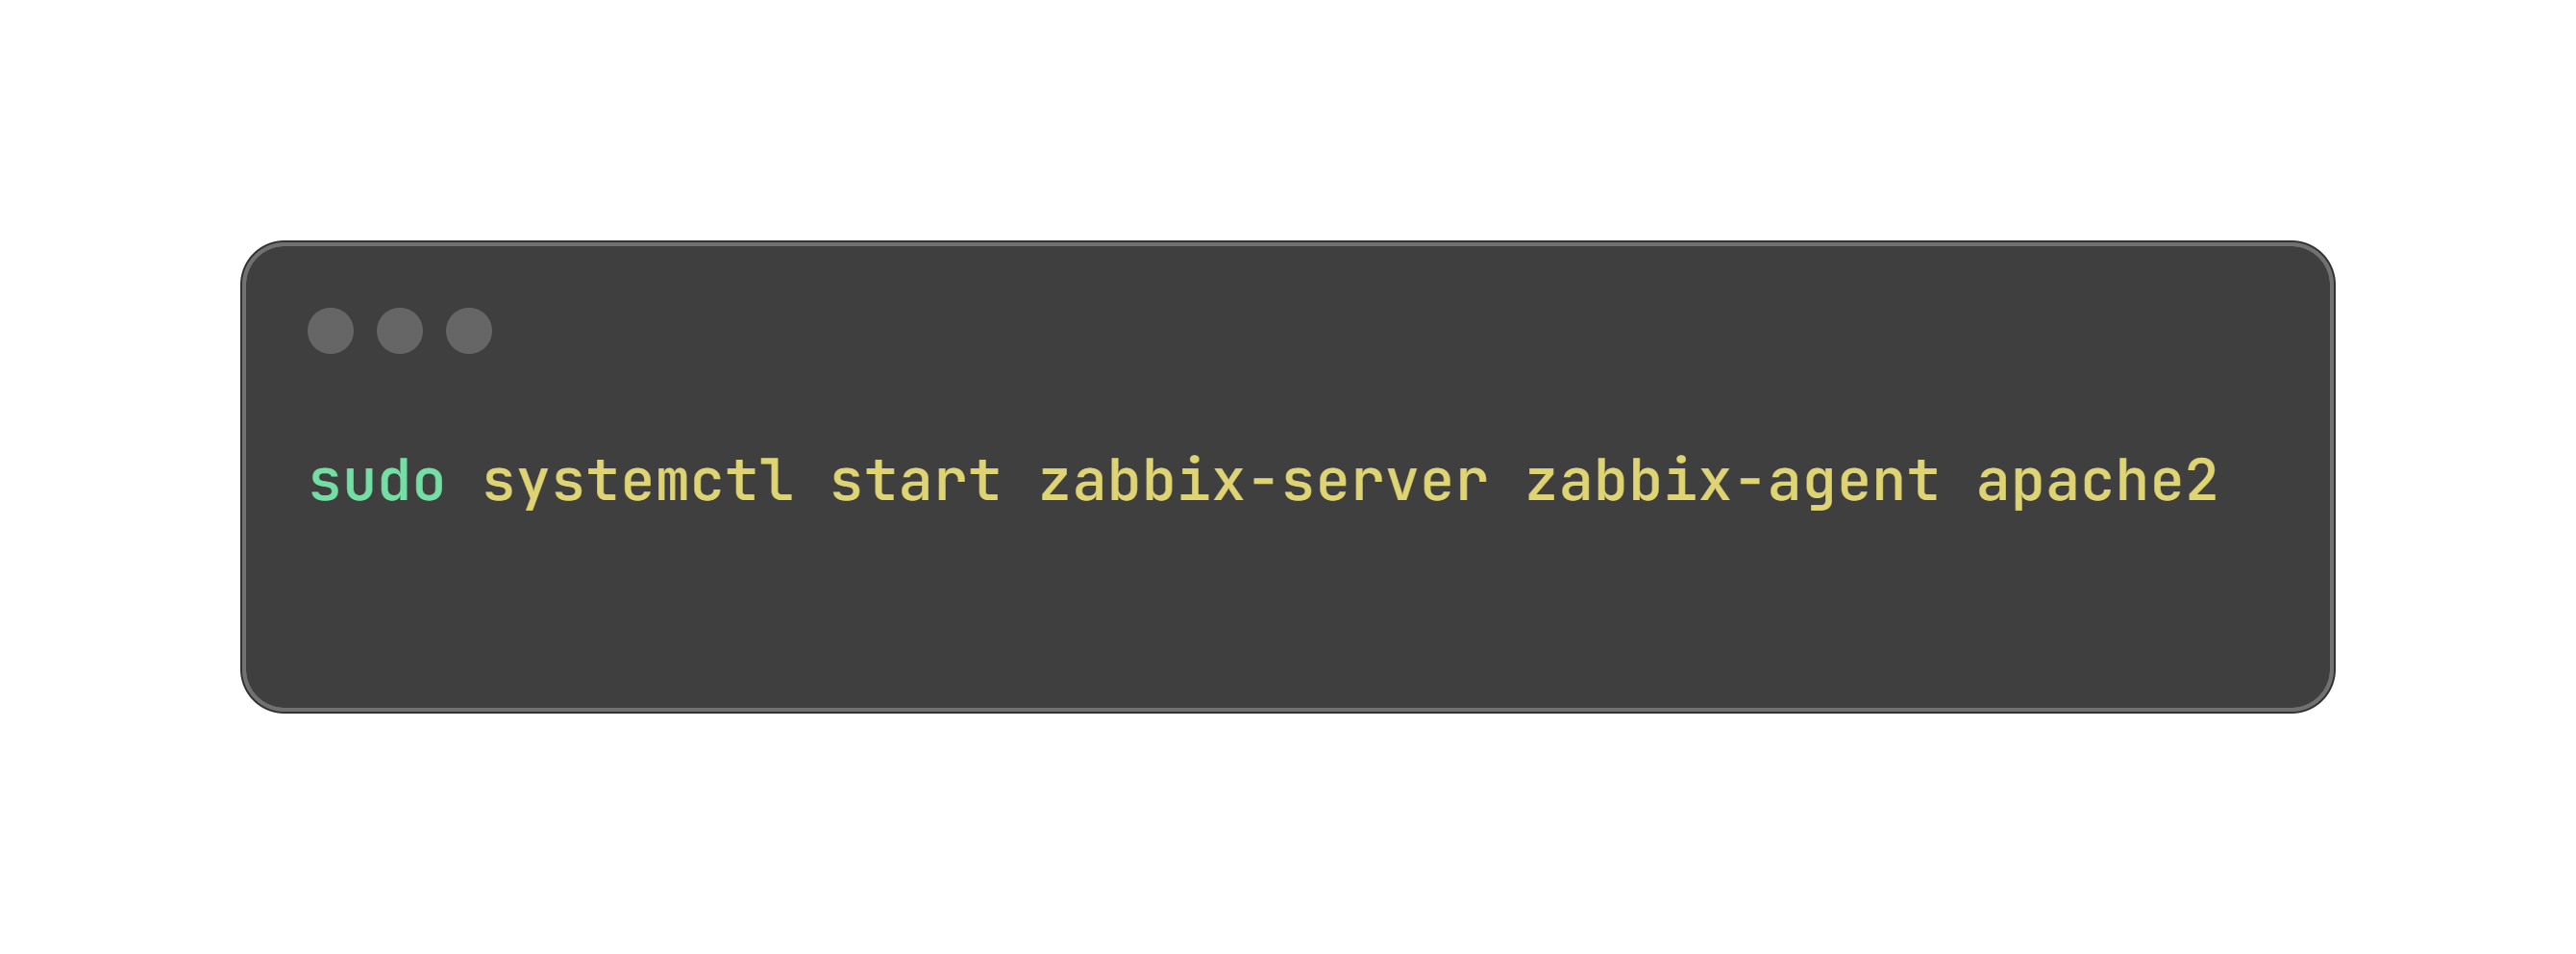 sudo systemctl start zabbix-server zabbix-agent apache2